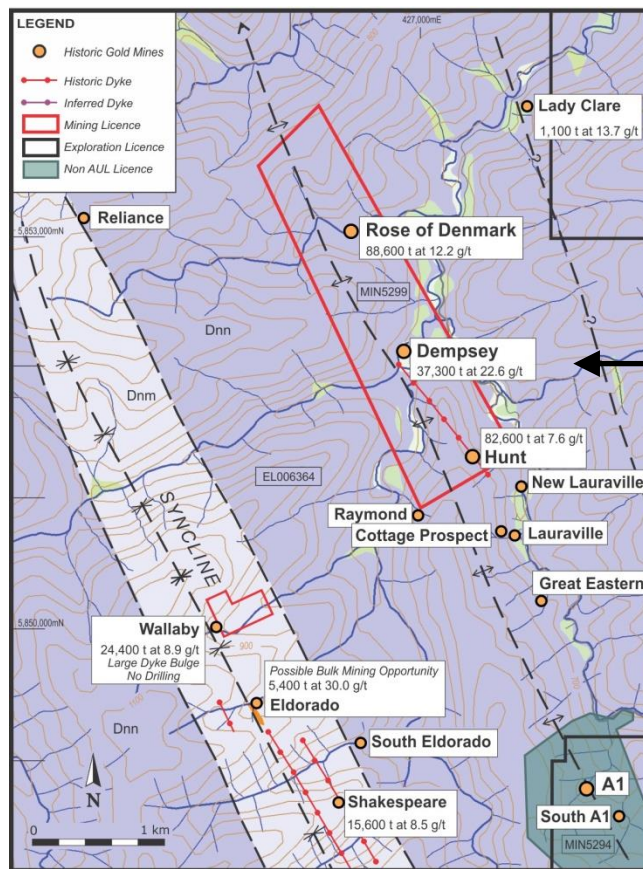 LEGEND
Historic Gold Mines
Historic Dyke
Inferred Dyke
Mining Licence
Exploration Licence
Non AUL Licence
427,000mE
800
Lady Clare
1,100 t at 13.7 g/t
?
Reliance
5,853,000mN
Rose of Denmark
88,600 t at 12.2 g/t
MIN5299
?
Dnn
Dempsey
37,300 t at 22.6 g/t
Dnm
82,600 t at 7.6 g/t
Hunt
EL006364
New Lauraville
SYNCLINE
Raymond
Cottage Prospect
Lauraville
Great Eastern
5,850,000mN
Wallaby
24,400 t at 8.9 g/t
Large Dyke Bulge
No Drilling
900
Possible Bulk Mining Opportunity
5,400 t at 30.0 g/t
Eldorado
Dnn
South Eldorado
A1
Shakespeare
15,600 t at 8.5 g/t
South A1
MIN5294
N
0
1 km